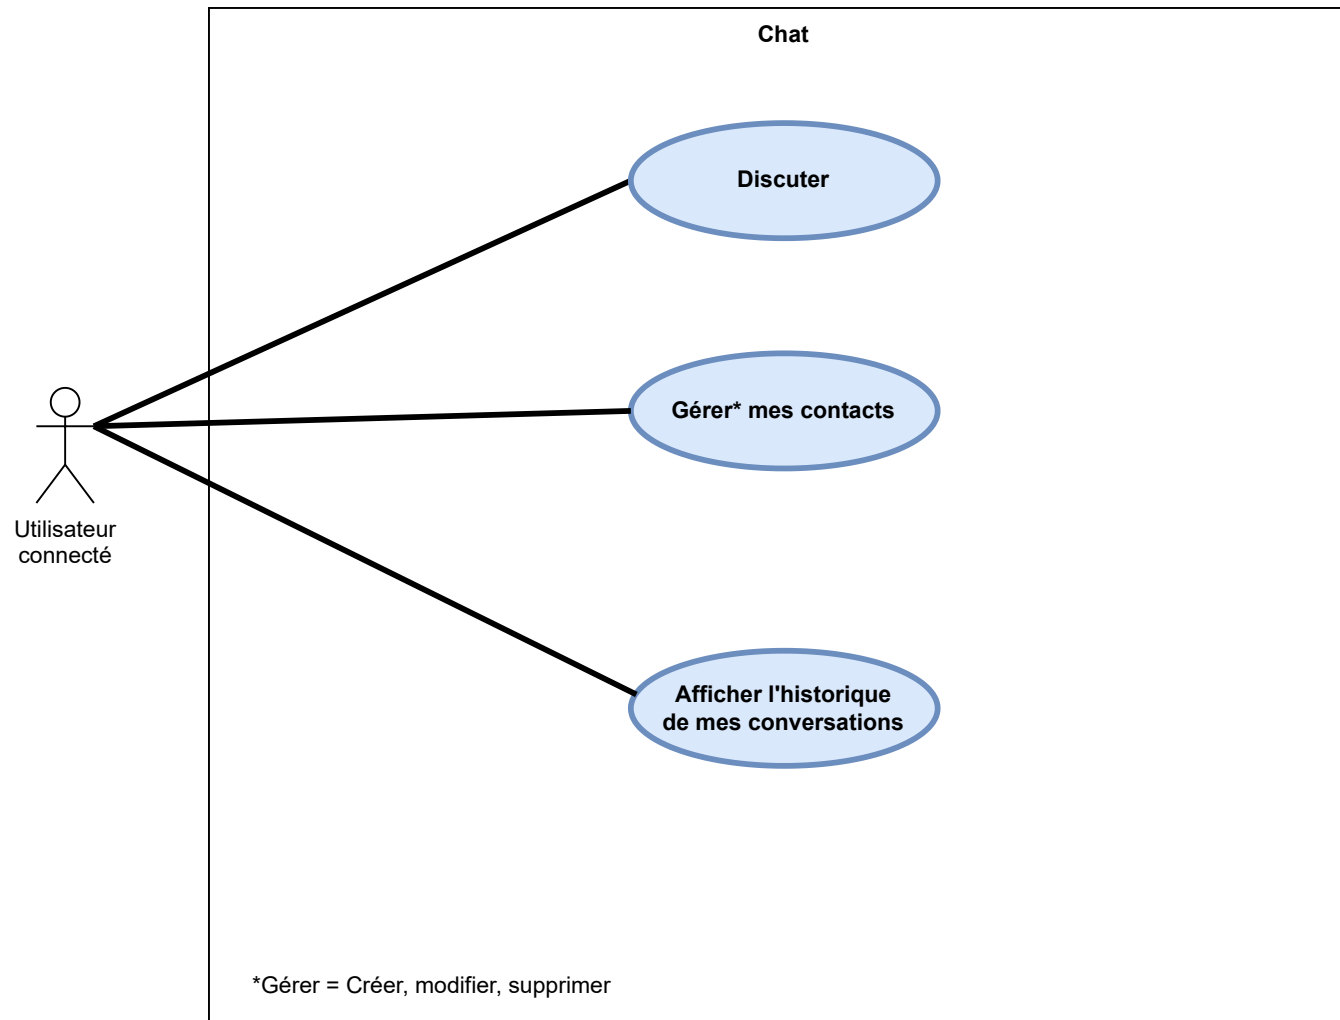 Chat
Discuter
Gérer* mes contacts
Utilisateur
connecté
Afficher l'historique
de mes conversations
*Gérer = Créer, modifier, supprimer